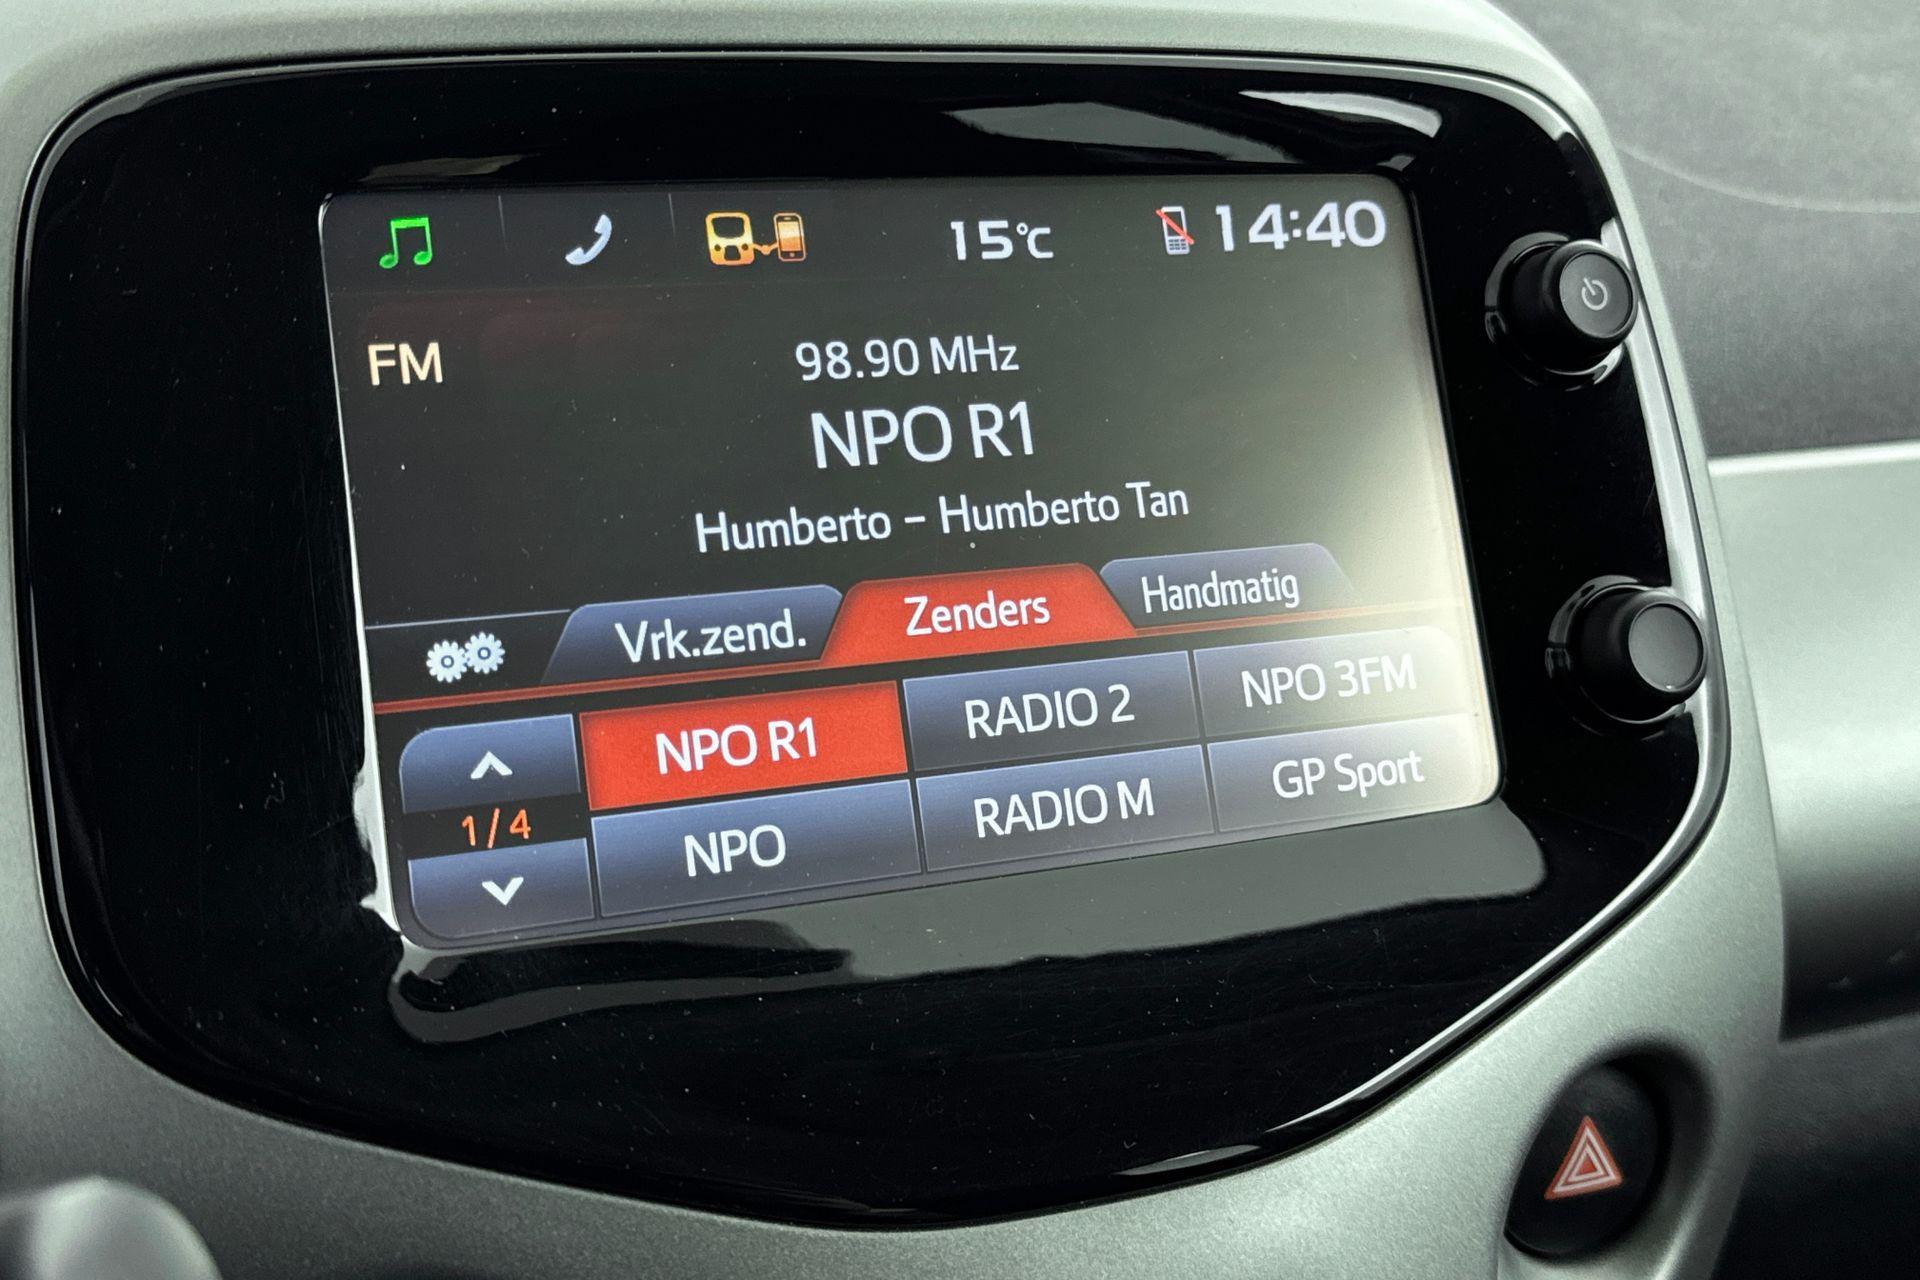 15°C 14:40
FM 98.90 MHz
NPO R1
Humberto - Humberto Tan
Vrk.zend. Zenders Handmatig
NPO R1 RADIO 2 NPO 3FM
1/4
NPO RADIO M GP Sport